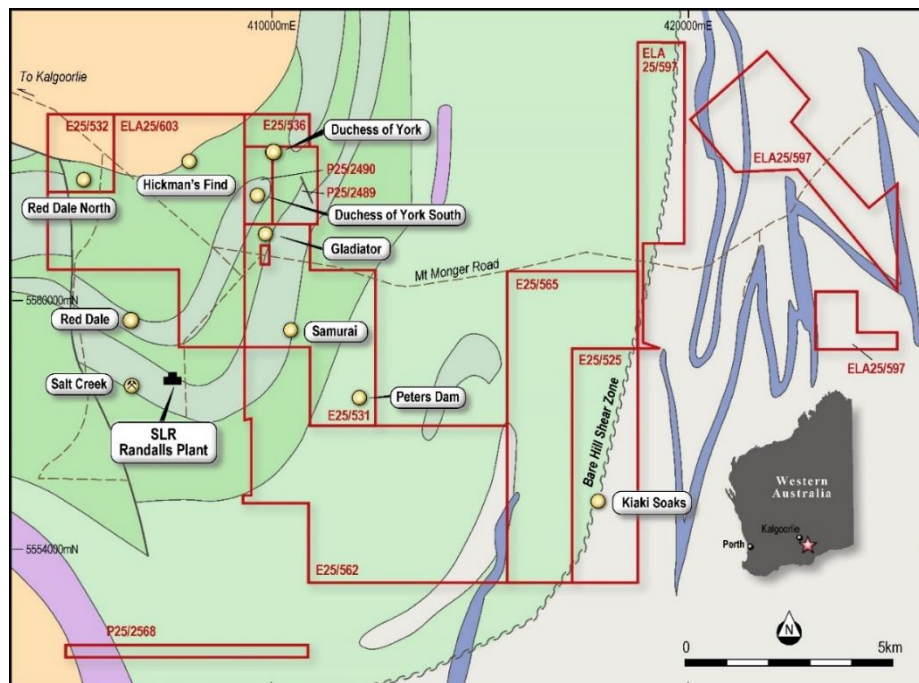 410000mE
420000mE
To Kalgoorlie
E25/532
ELA25/603
E25/536
Duchess of York
ELA
25/597
P25/2490
Hickman's Find
P25/2489
ELA25/597
Red Dale North
Duchess of York South
Gladiator
Mt Monger Road
E25/565
5560000mN
Red Dale
Samurai
E25/525
ELA25/597
Salt Creek
Peters Dam
E25/531
SLR
Randalls Plant
Bare Hill Shear Zone
Western
Australia
Kiaki Soaks
Kalgoorlie
Perth
5554000mN
E25/562
P25/2568
N
0
5km